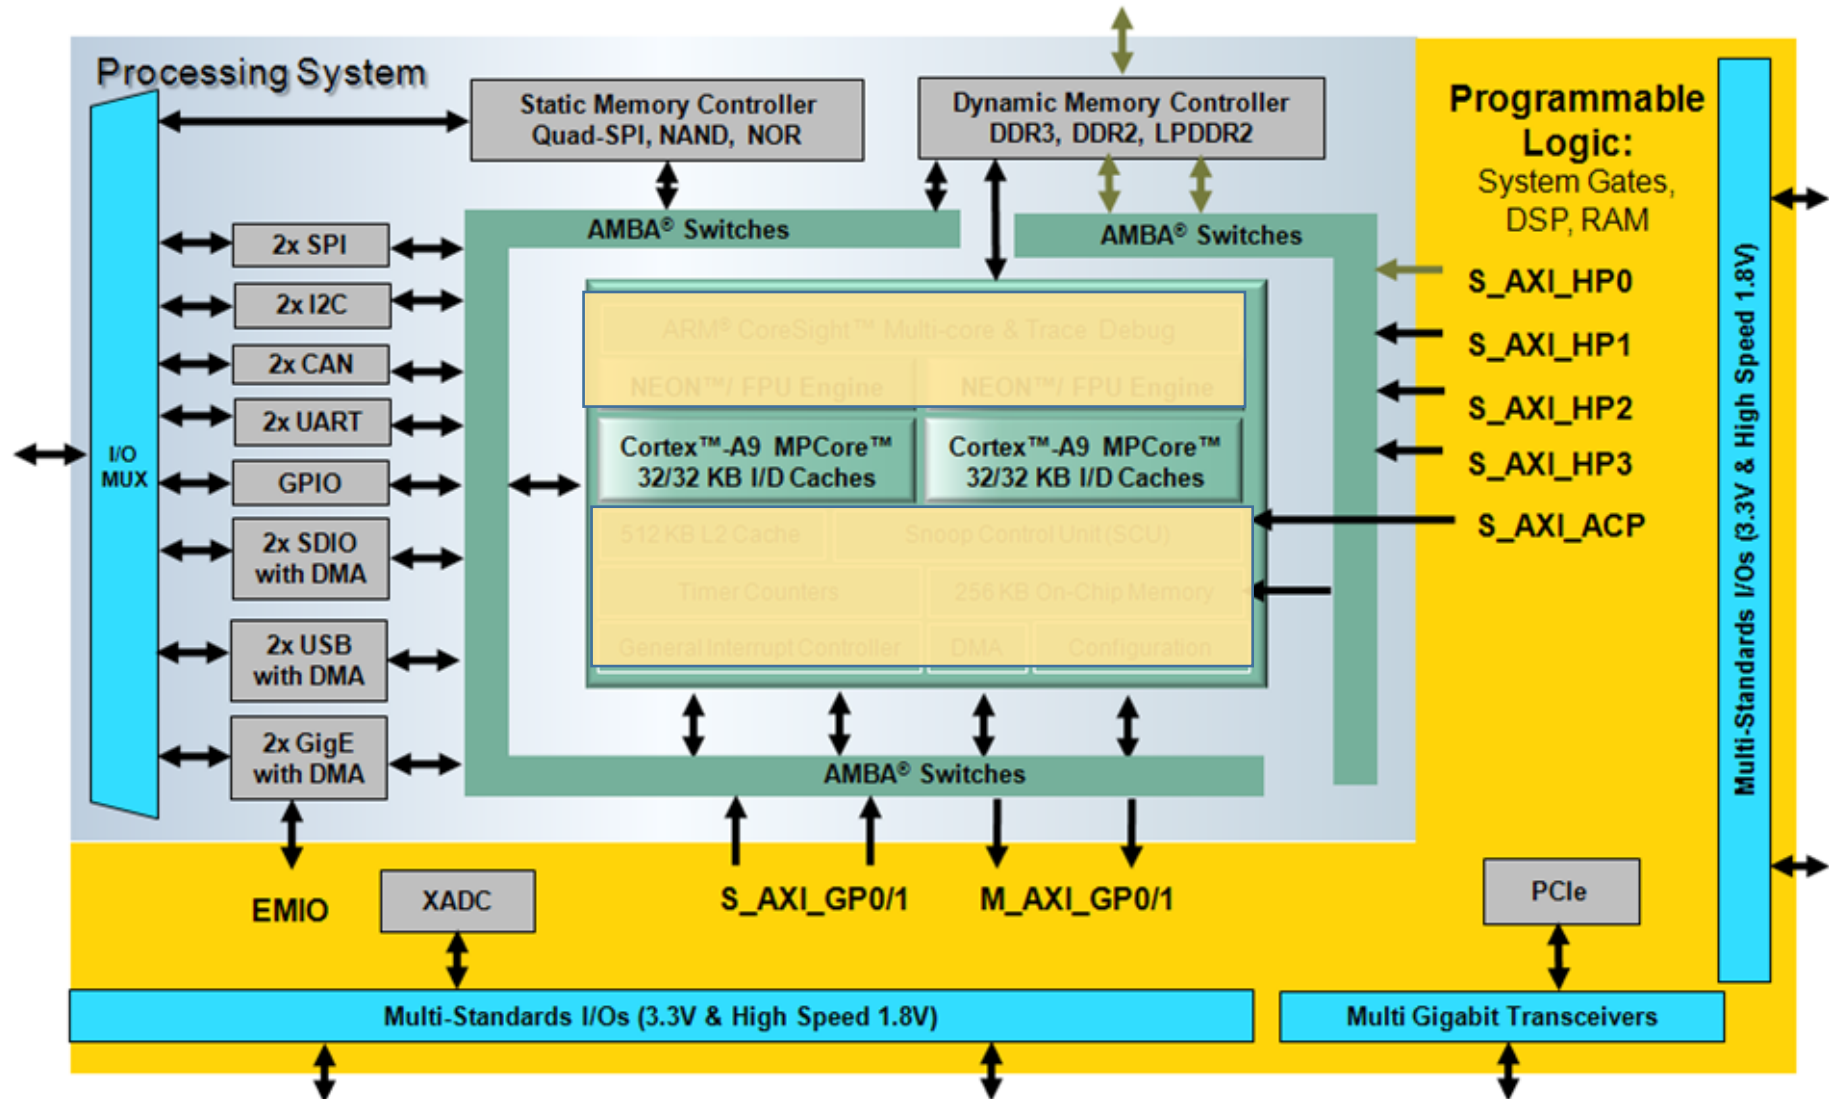 Processing System
Static Memory Controller
Quad-SPI, NAND, NOR
Dynamic Memory Controller
DDR3, DDR2, LPDDR2
Programmable
Logic:
System Gates,
DSP, RAM
AMBA® Switches
AMBA® Switches
2x SPI
2x I2C
2x CAN
2x UART
GPIO
2x SDIO
with DMA
2x USB
with DMA
2x GigE
with DMA
I/O
MUX
ARM® CoreSight™ Multi-core & Trace Debug
NEON™/ FPU Engine
NEON™/ FPU Engine
Cortex™-A9 MPCore™
32/32 KB I/D Caches
Cortex™-A9 MPCore™
32/32 KB I/D Caches
512 KB L2 Cache
Snoop Control Unit (SCU)
Timer Counters
256 KB On-Chip Memory
General Interrupt Controller
DMA
Configuration
AMBA® Switches
S_AXI_HP0
S_AXI_HP1
S_AXI_HP2
S_AXI_HP3
S_AXI_ACP
Multi-Standards I/Os (3.3V & High Speed 1.8V)
EMIO
XADC
S_AXI_GP0/1
M_AXI_GP0/1
PCIe
Multi-Standards I/Os (3.3V & High Speed 1.8V)
Multi Gigabit Transceivers